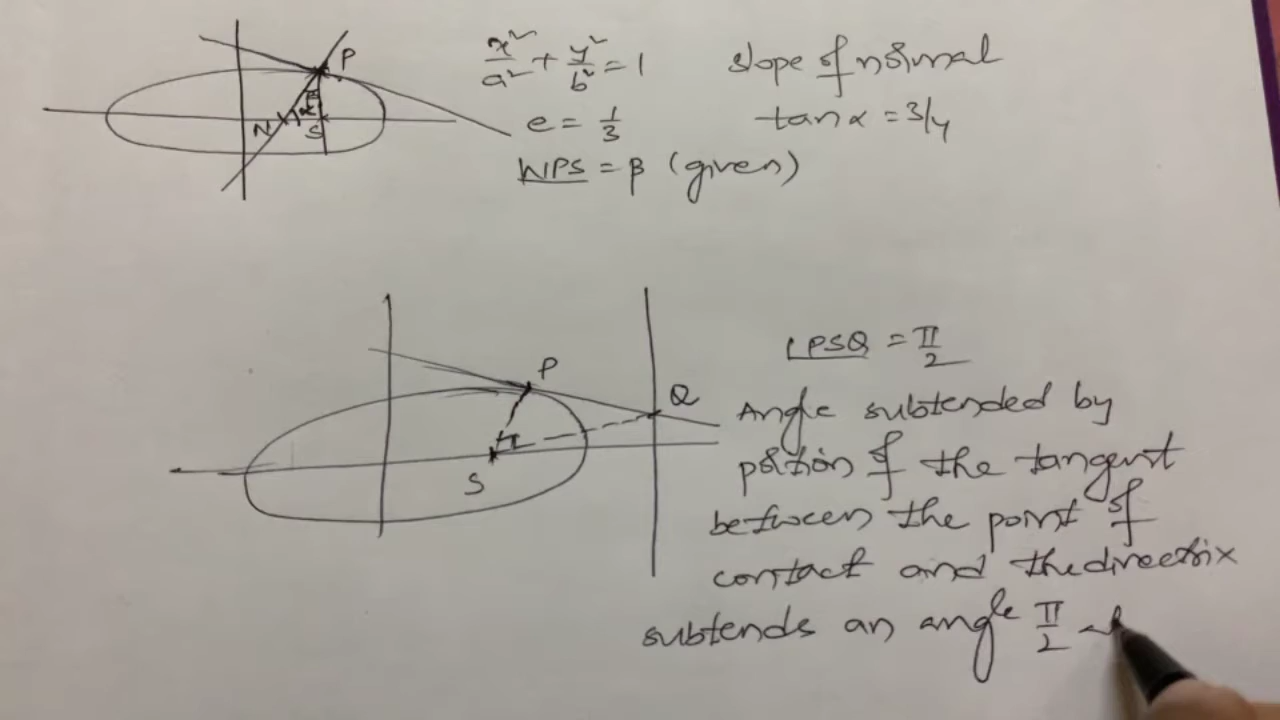 P
N α β S
x²/a² + y²/b² = 1
e = 1/3
∠NPS = β (given)
slope of normal
tan α = 3/4
P
Q
S
∠PSQ = π/2
Angle subtended by
portion of the tangent
between the point of
contact and the directrix
subtends an angle π/2